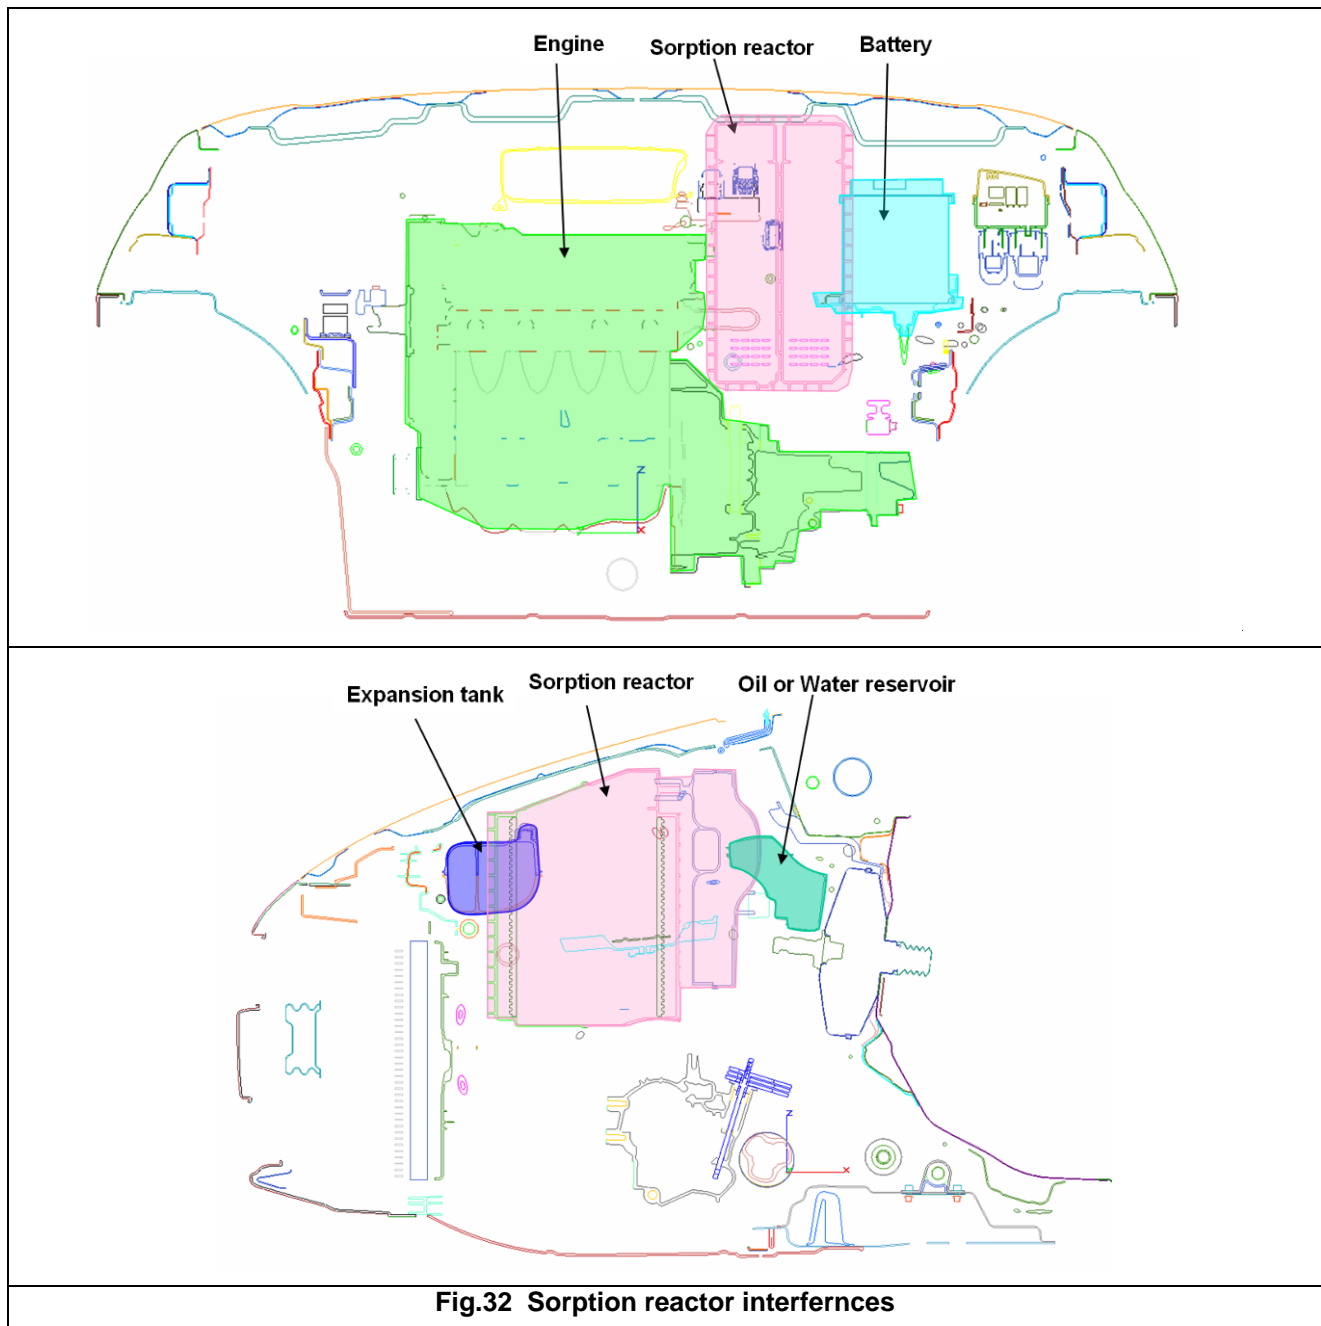 Engine
Sorption reactor
Battery
Z
X
Expansion tank
Sorption reactor
Oil or Water reservoir
Z
X
Fig.32 Sorption reactor interfernces